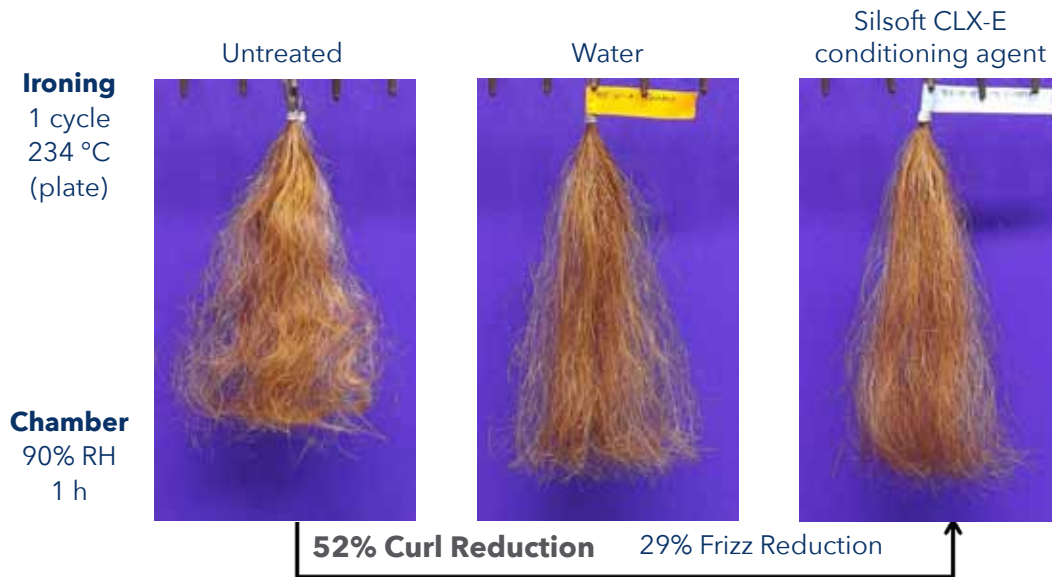 Untreated
Water
Silsoft CLX-E
conditioning agent
Ironing
1 cycle
234 °C
(plate)
Chamber
90% RH
1 h
52% Curl Reduction
29% Frizz Reduction